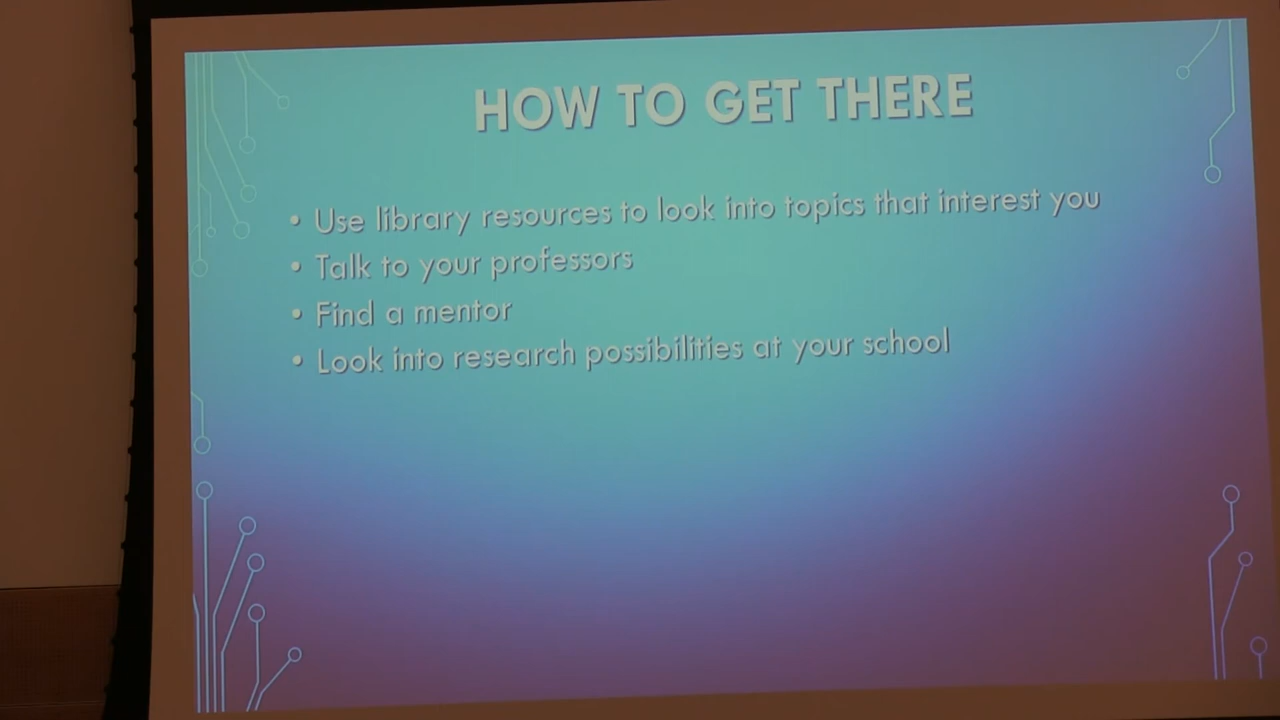 HOW TO GET THERE
• Use library resources to look into topics that interest you
• Talk to your professors
• Find a mentor
• Look into research possibilities at your school